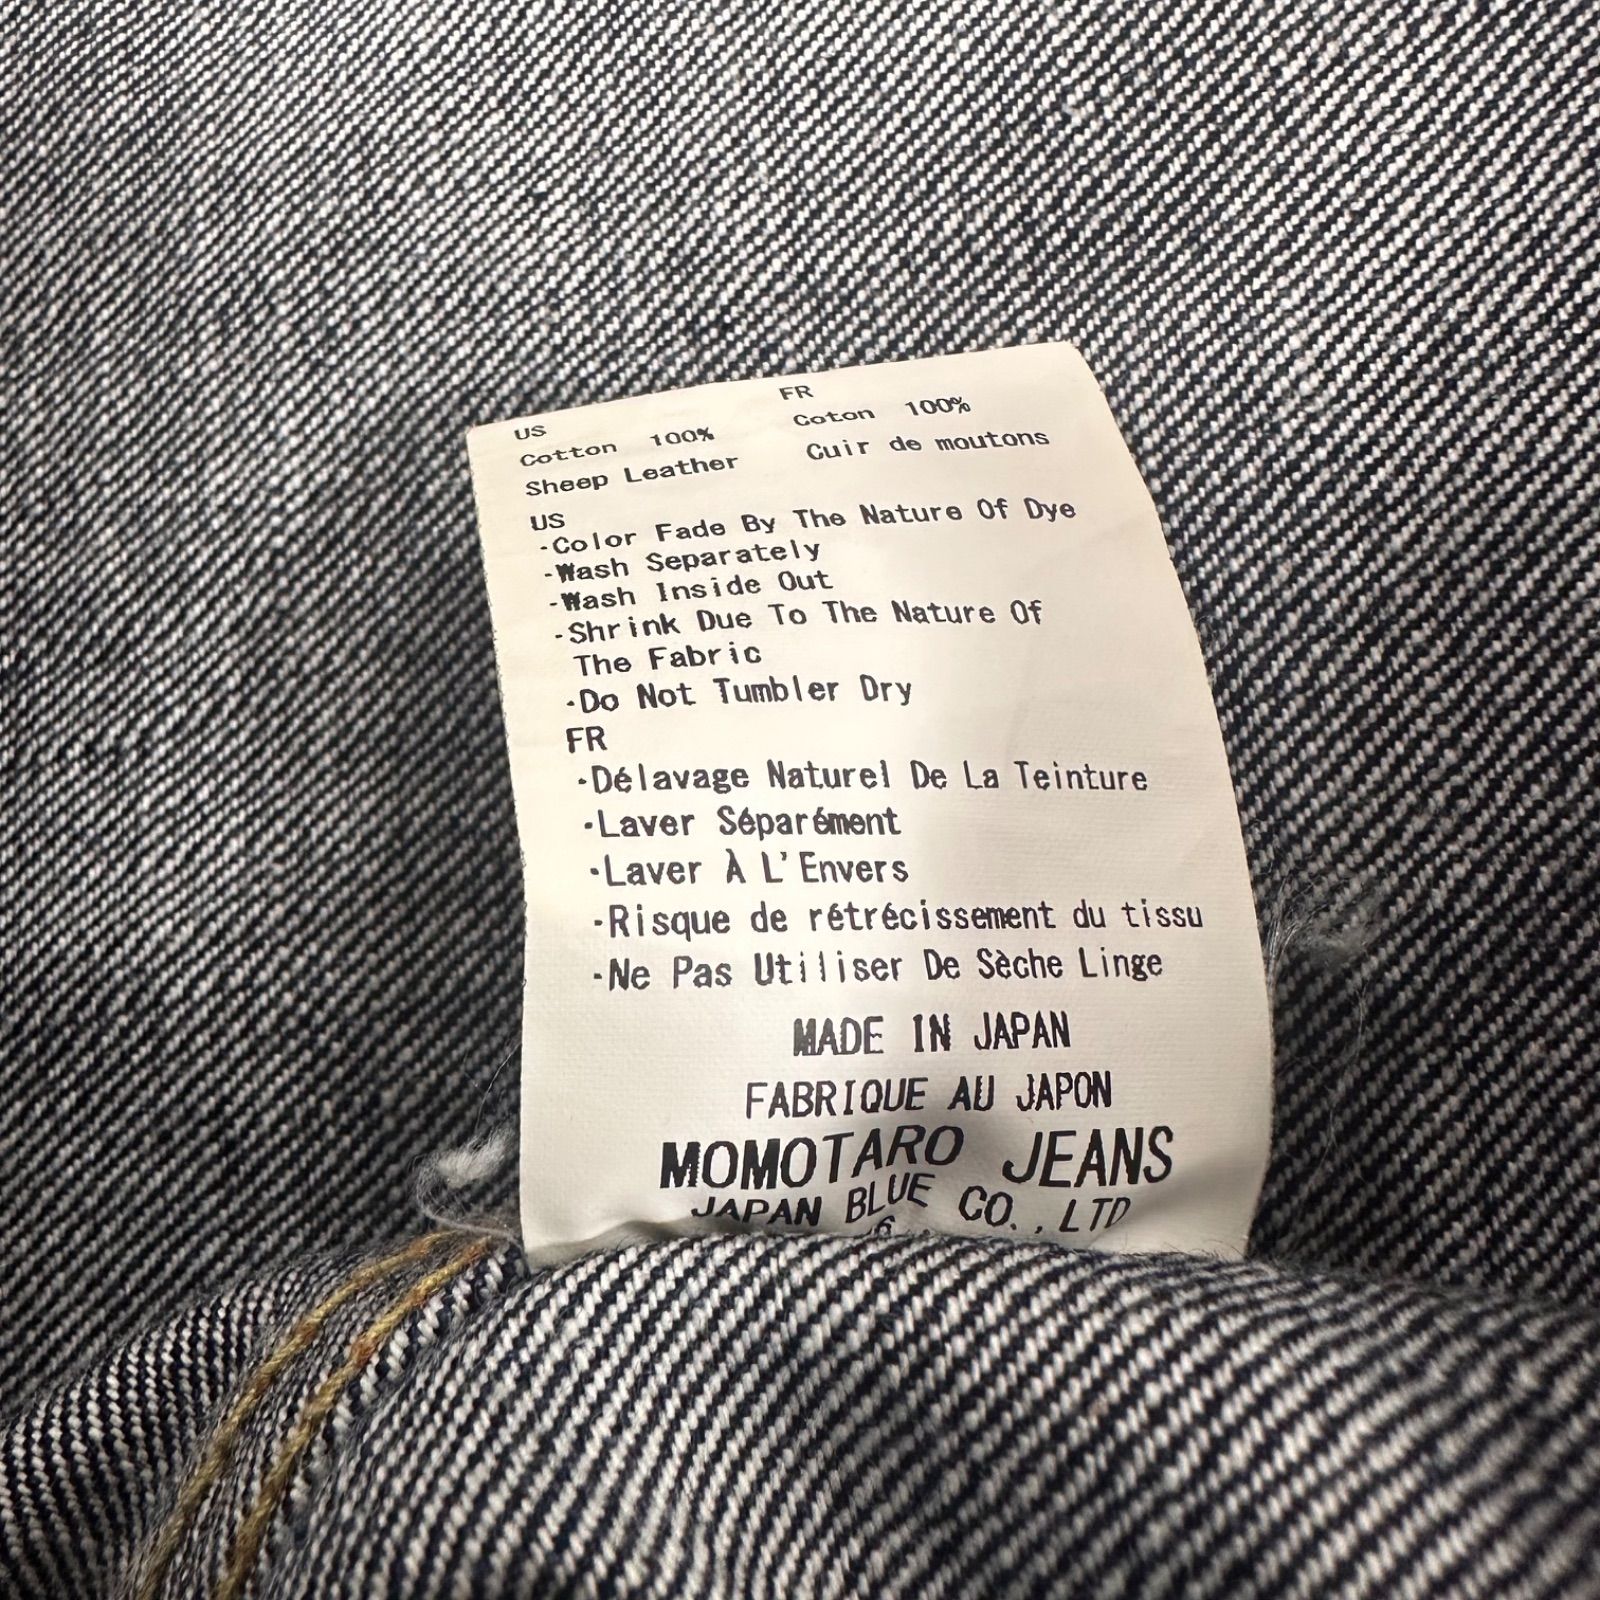 US
Cotton 100%
Sheep Leather
FR
Coton 100%
Cuir de moutons
US
·Color Fade By The Nature Of Dye
·Wash Separately
·Wash Inside Out
·Shrink Due To The Nature Of
The Fabric
·Do Not Tumbler Dry
FR
·Délavage Naturel De La Teinture
·Laver Séparément
·Laver À L'Envers
·Risque de rétrécissement du tissu
·Ne Pas Utiliser De Sèche Linge
MADE IN JAPAN
FABRIQUE AU JAPON
MOMOTARO JEANS
JAPAN BLUE CO.,LTD